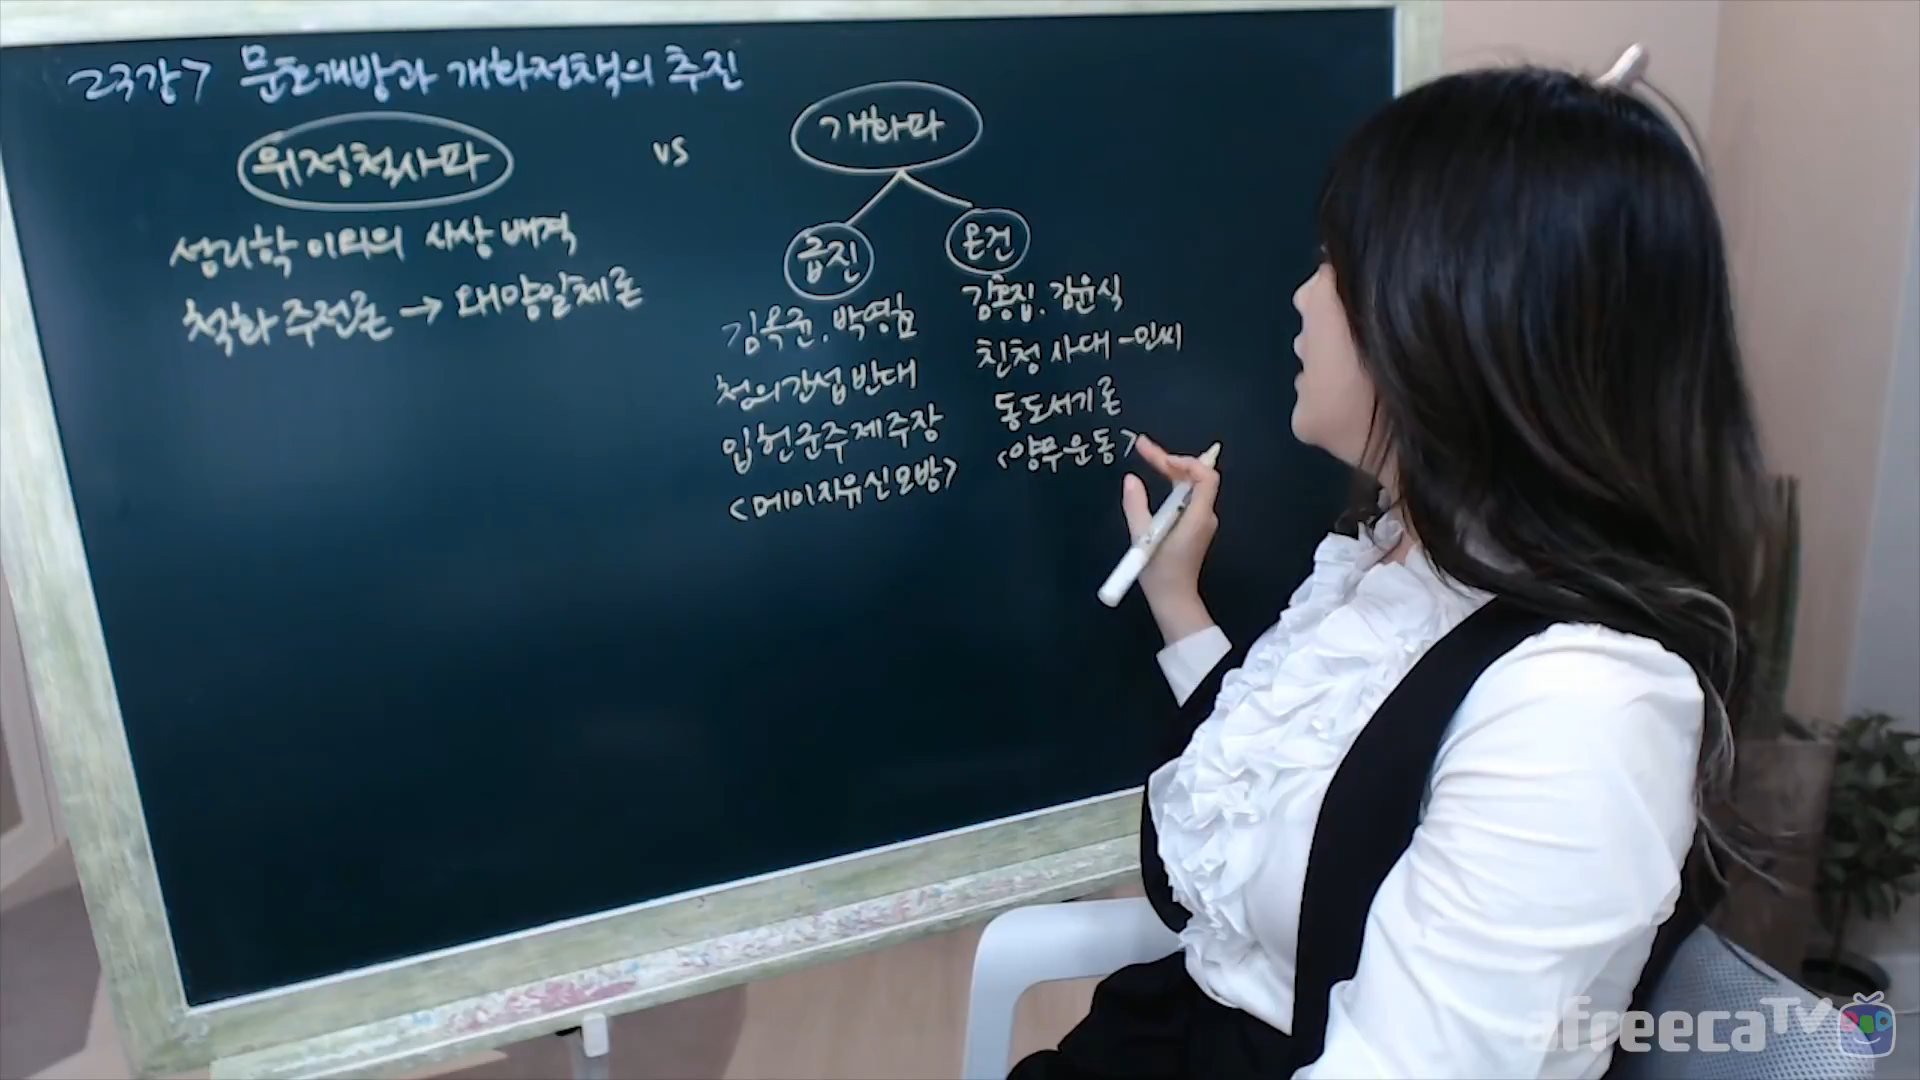 <2국간> 문호개방과 개화정책의 추진
위정척사파
vs
개화파
성리학 이외의 사상 배격
척화주전론 → 왜양일체론
급진
김옥균. 박영효
청의 간섭 반대
입헌군주제 주장
<메이지유신 모방>
온건
김홍집. 김윤식
친청 사대 - 민씨
동도서기론
<양무운동>
afreecaTV